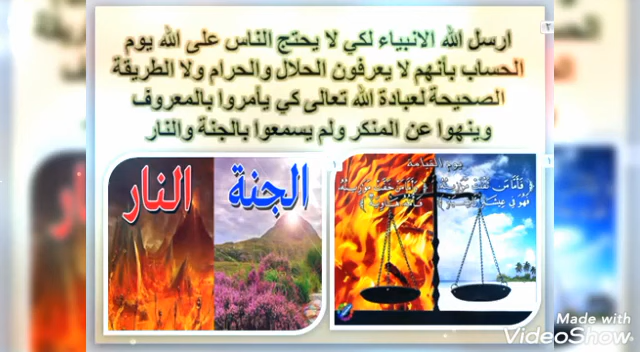 ارسل الله الانبياء لكي لا يحتج الناس على الله يوم
الحساب بأنهم لا يعرفون الحلال والحرام ولا الطريقة
الصحيحة لعبادة الله تعالى كي يأمروا بالمعروف
وينهوا عن المنكر ولم يسمعوا بالجنة والنار
يوم القيامة
الجنة
النار
Made with
VideoShow